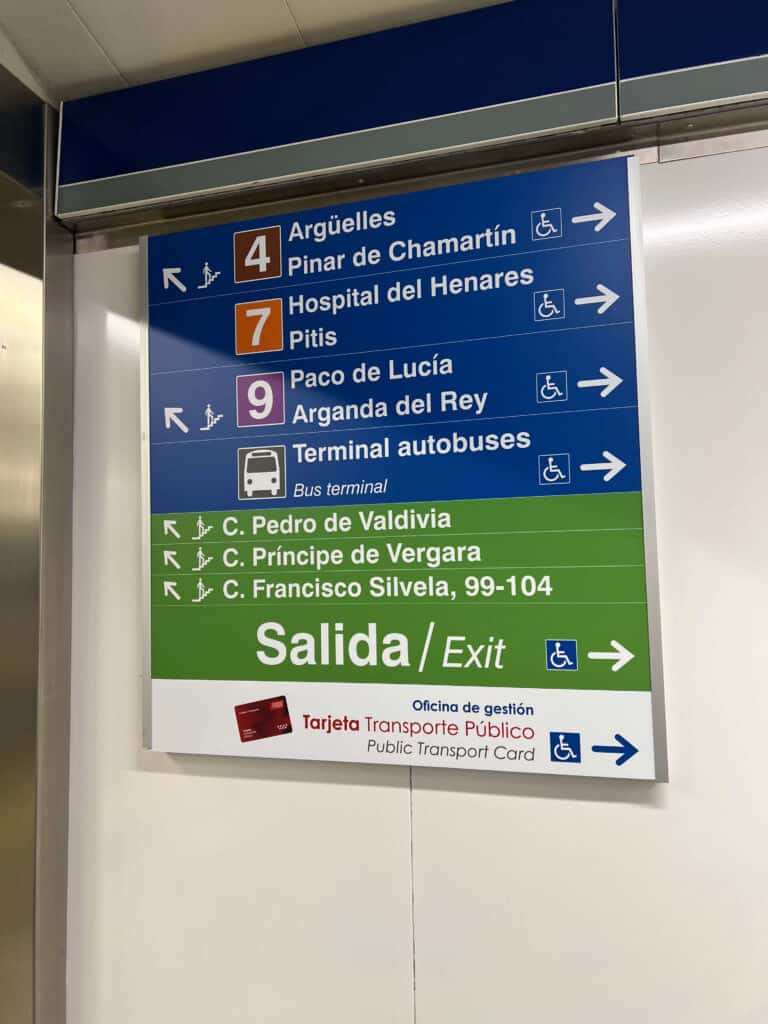 4
Argüelles
Pinar de Chamartín
7
Hospital del Henares
Pitis
9
Paco de Lucía
Arganda del Rey
Terminal autobuses
Bus terminal
C. Pedro de Valdivia
C. Príncipe de Vergara
C. Francisco Silvela, 99-104
Salida / Exit
Oficina de gestión
Tarjeta Transporte Público
Public Transport Card